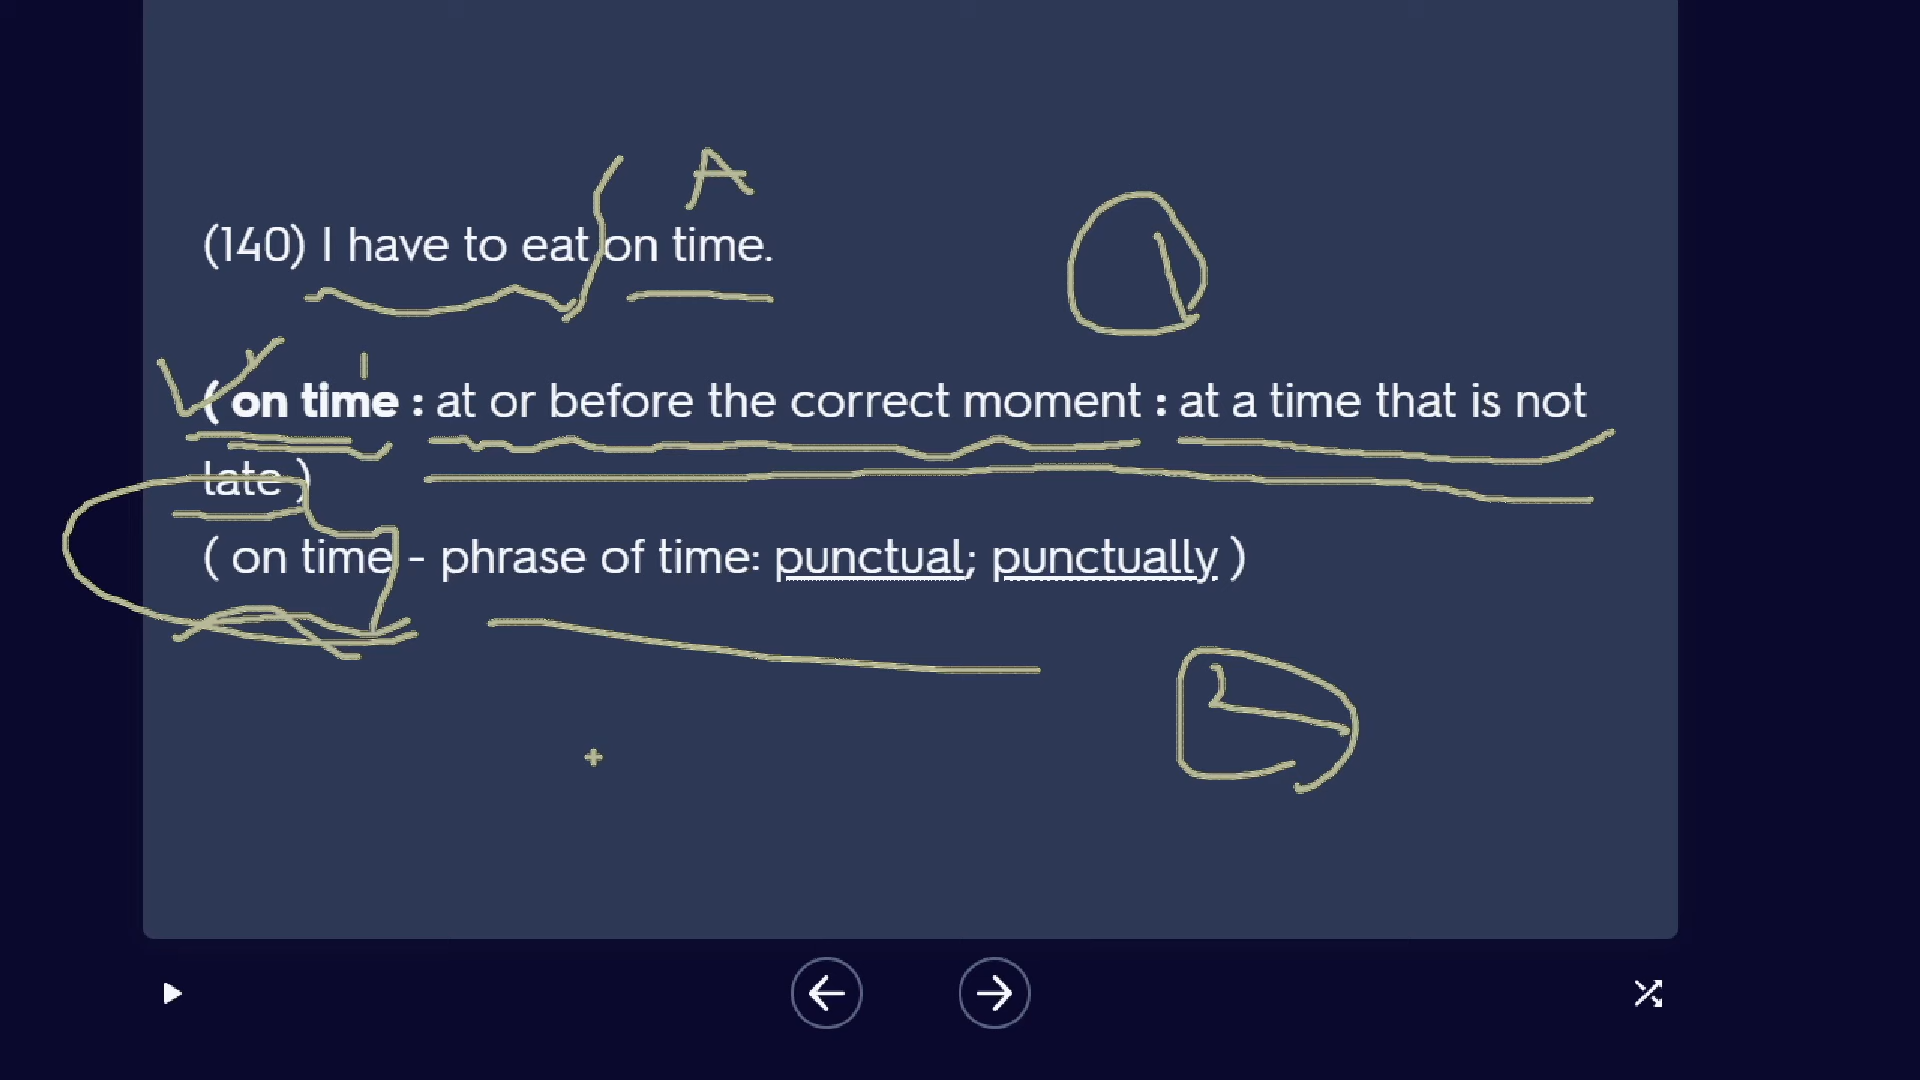 A
(140) I have to eat on time.
( on time : at or before the correct moment : at a time that is not
late )
( on time - phrase of time: punctual; punctually )